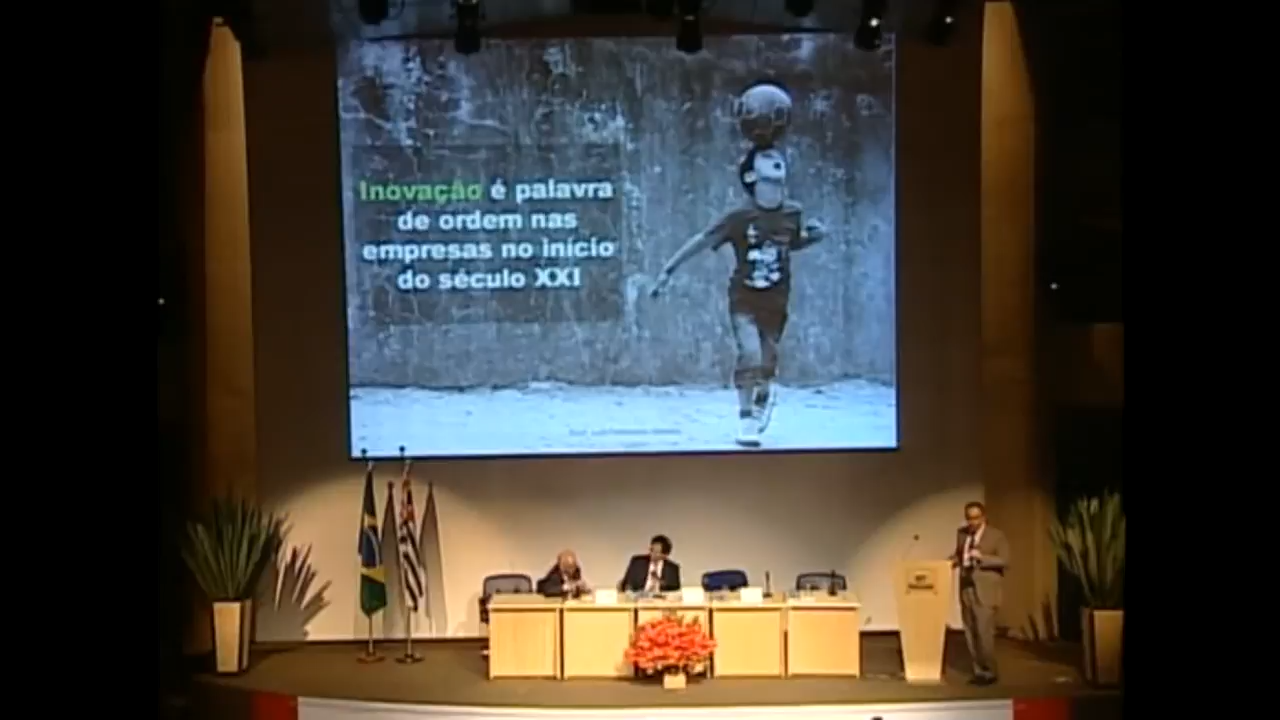 Inovação é palavra
de ordem nas
empresas no início
do século XXI